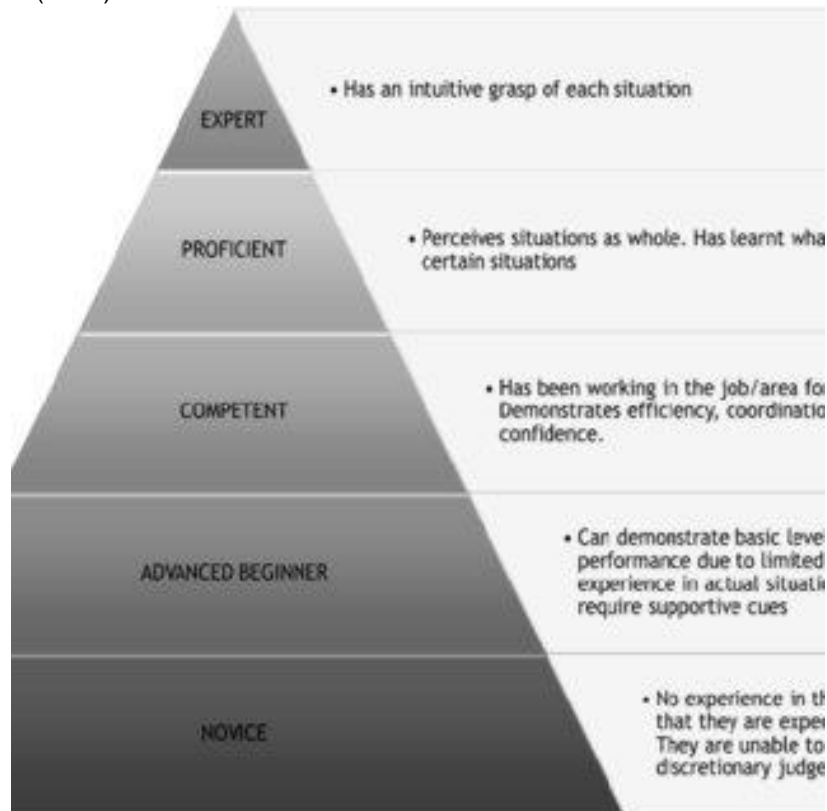 EXPERT
• Has an intuitive grasp of each situation
PROFICIENT
• Perceives situations as whole. Has learnt wha
certain situations
COMPETENT
• Has been working in the job/area for
Demonstrates efficiency, coordinatio
confidence.
ADVANCED BEGINNER
• Can demonstrate basic level
performance due to limited
experience in actual situatio
require supportive cues
NOVICE
• No experience in th
that they are expec
They are unable to
discretionary judge